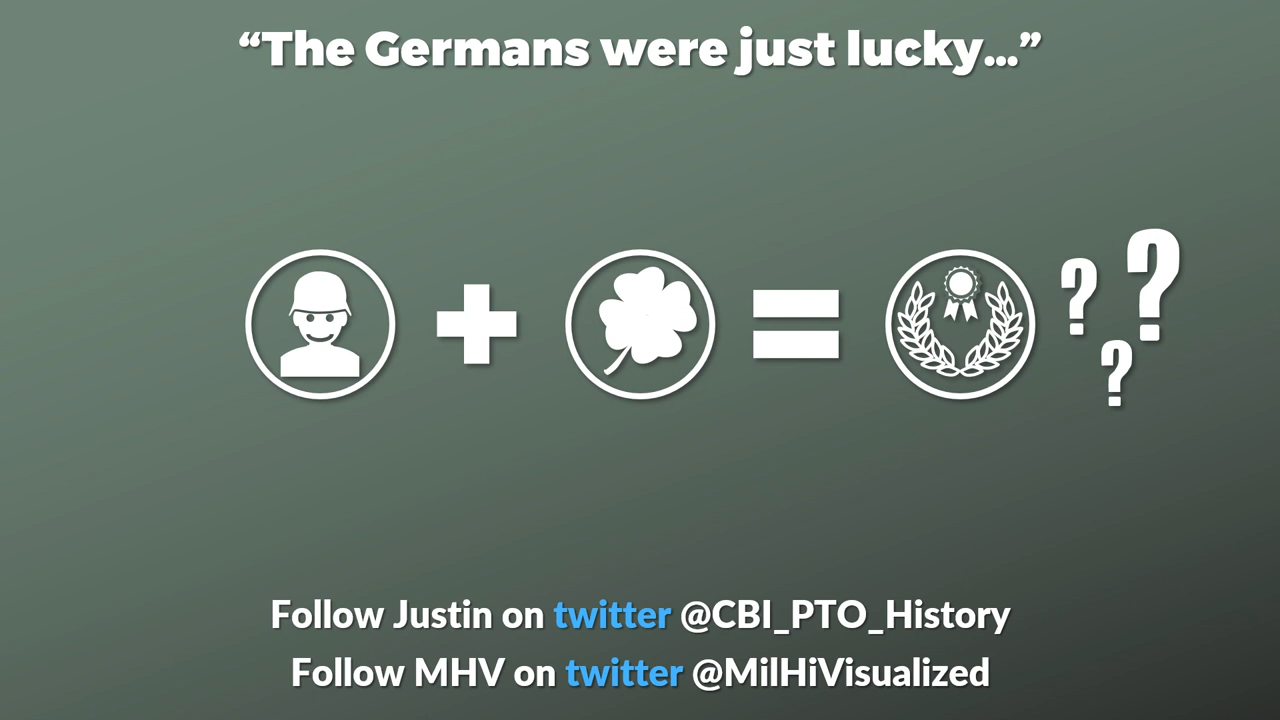 “The Germans were just lucky...”
+
=
?
?
?
Follow Justin on twitter @CBI_PTO_History
Follow MHV on twitter @MilHiVisualized